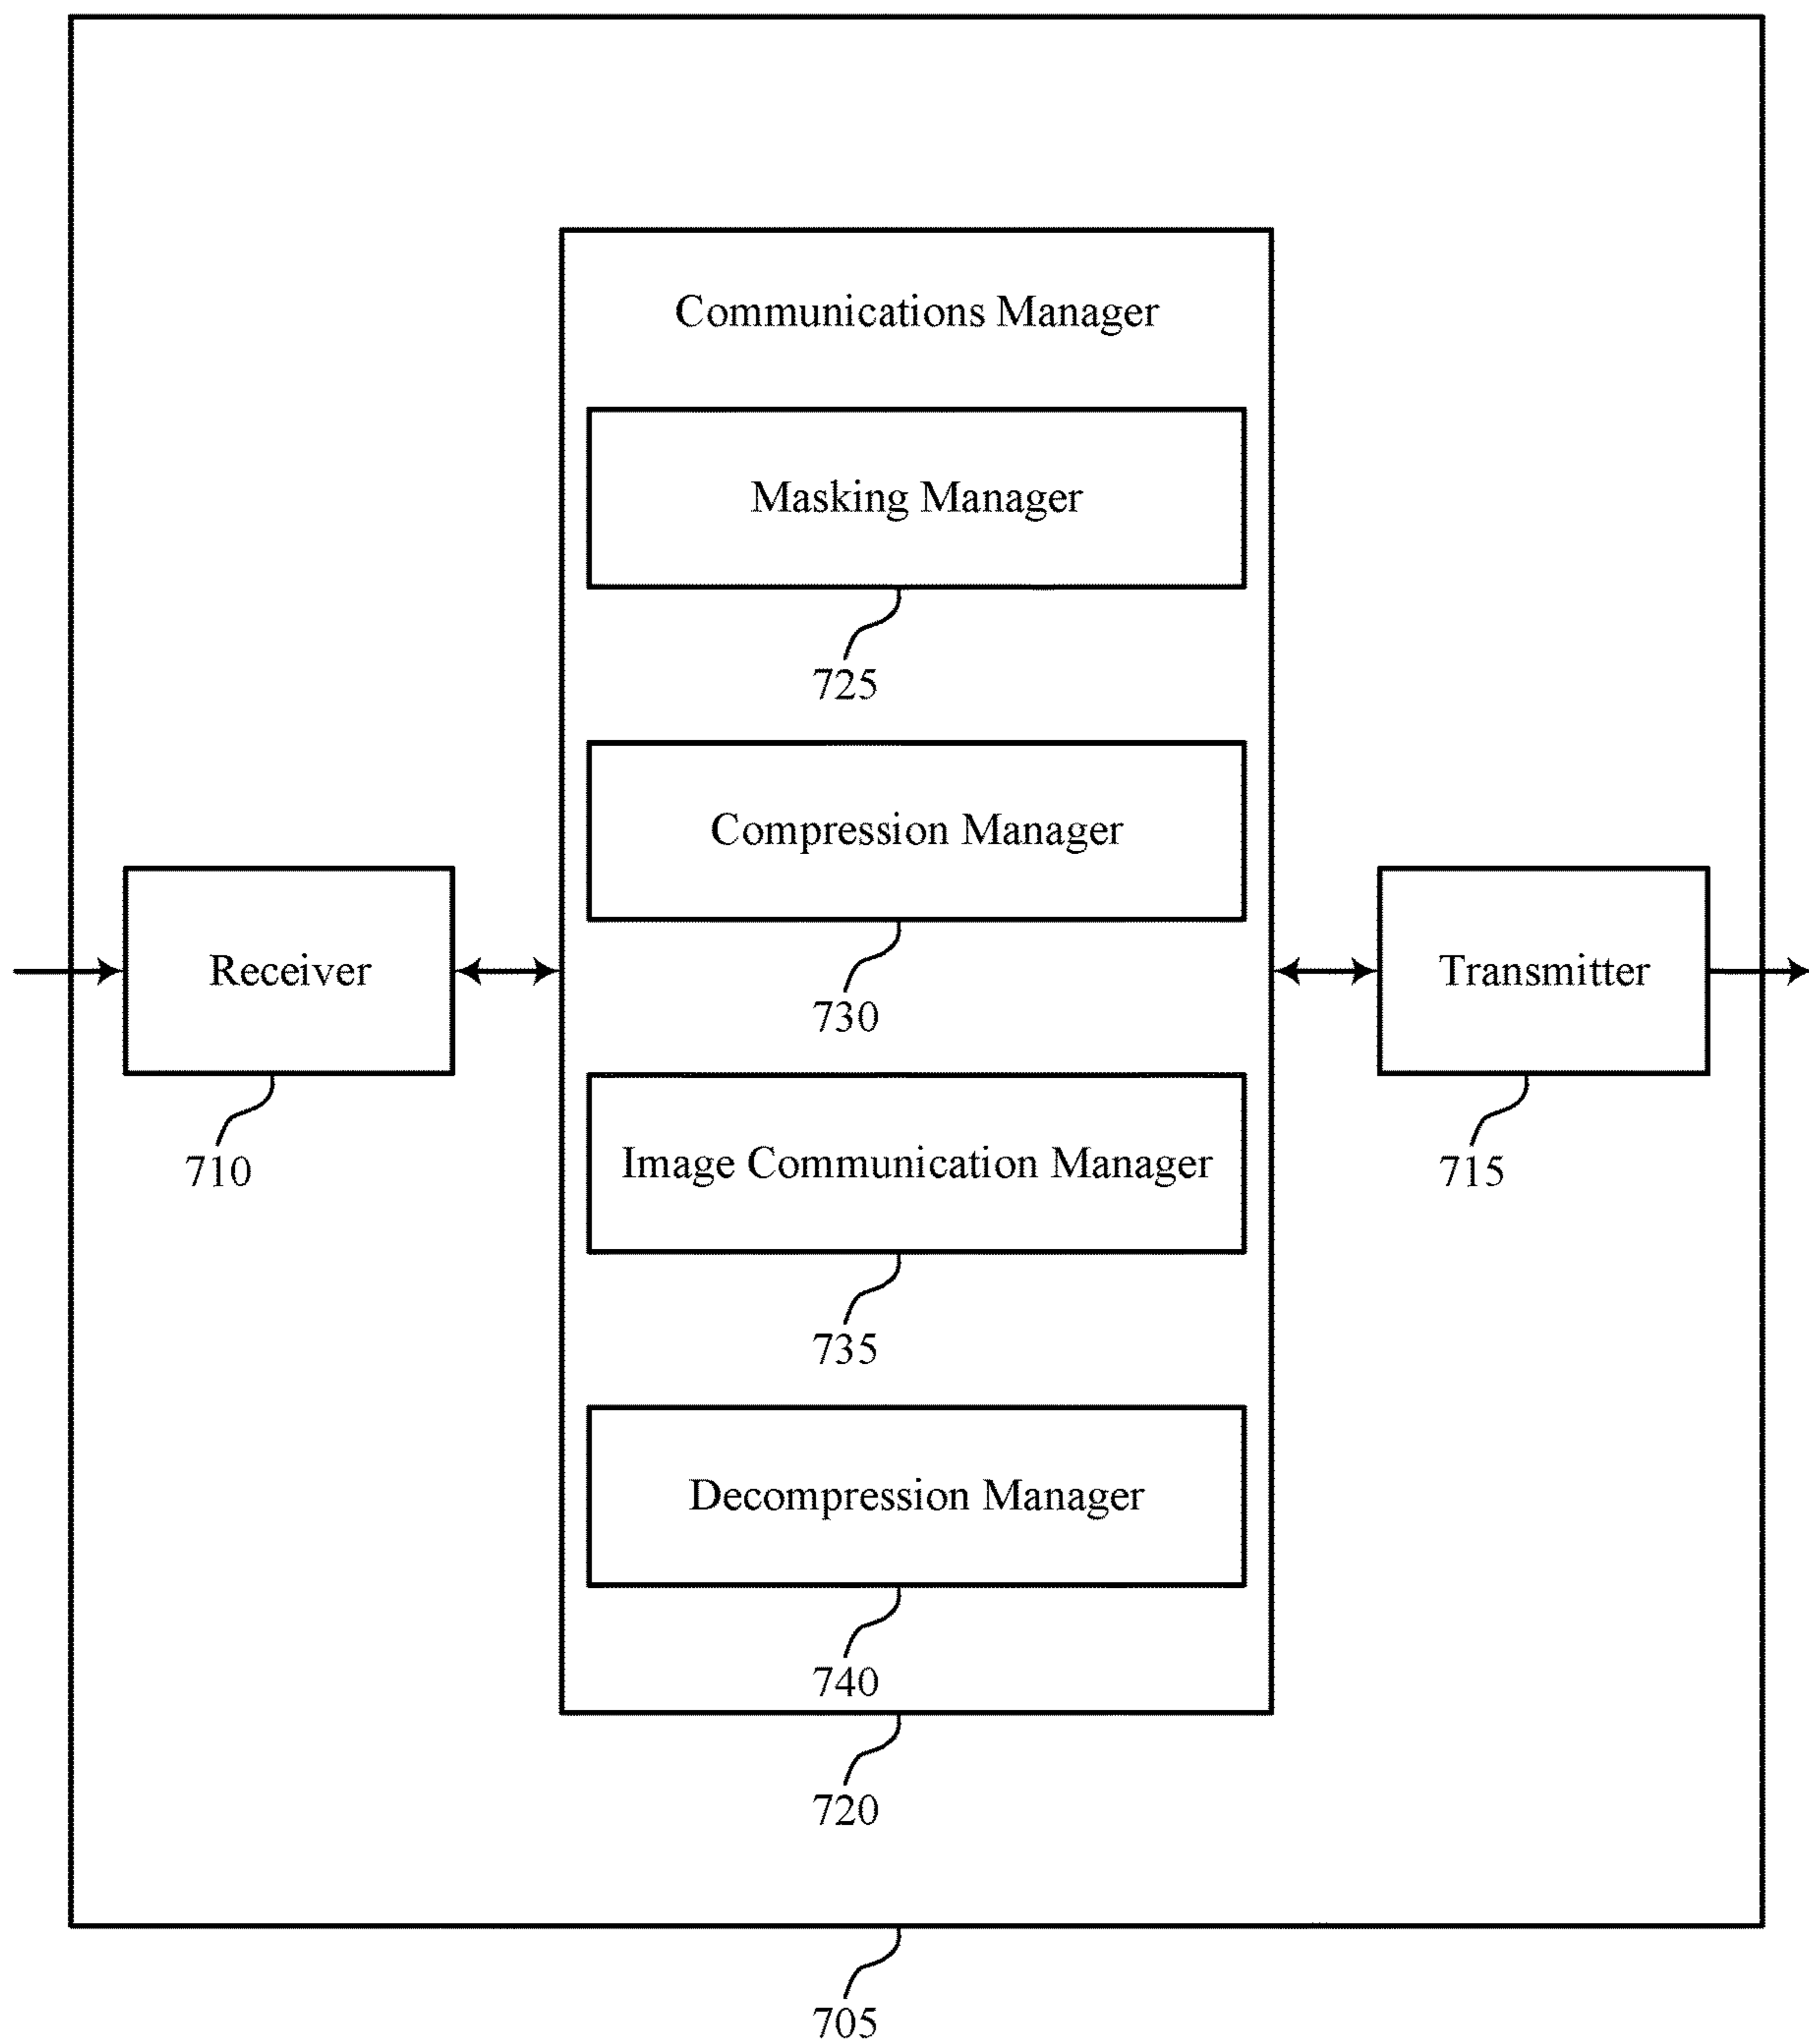 Communications Manager
Masking Manager
725
Compression Manager
730
Receiver
710
Transmitter
715
Image Communication Manager
735
Decompression Manager
740
720
705